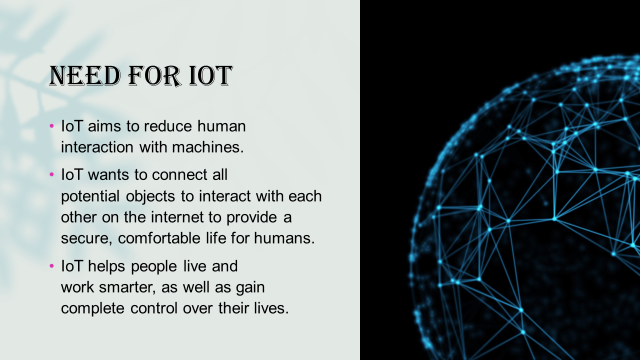 NEED FOR IOT
• IoT aims to reduce human
interaction with machines.
• IoT wants to connect all
potential objects to interact with each
other on the internet to provide a
secure, comfortable life for humans.
• IoT helps people live and
work smarter, as well as gain
complete control over their lives.